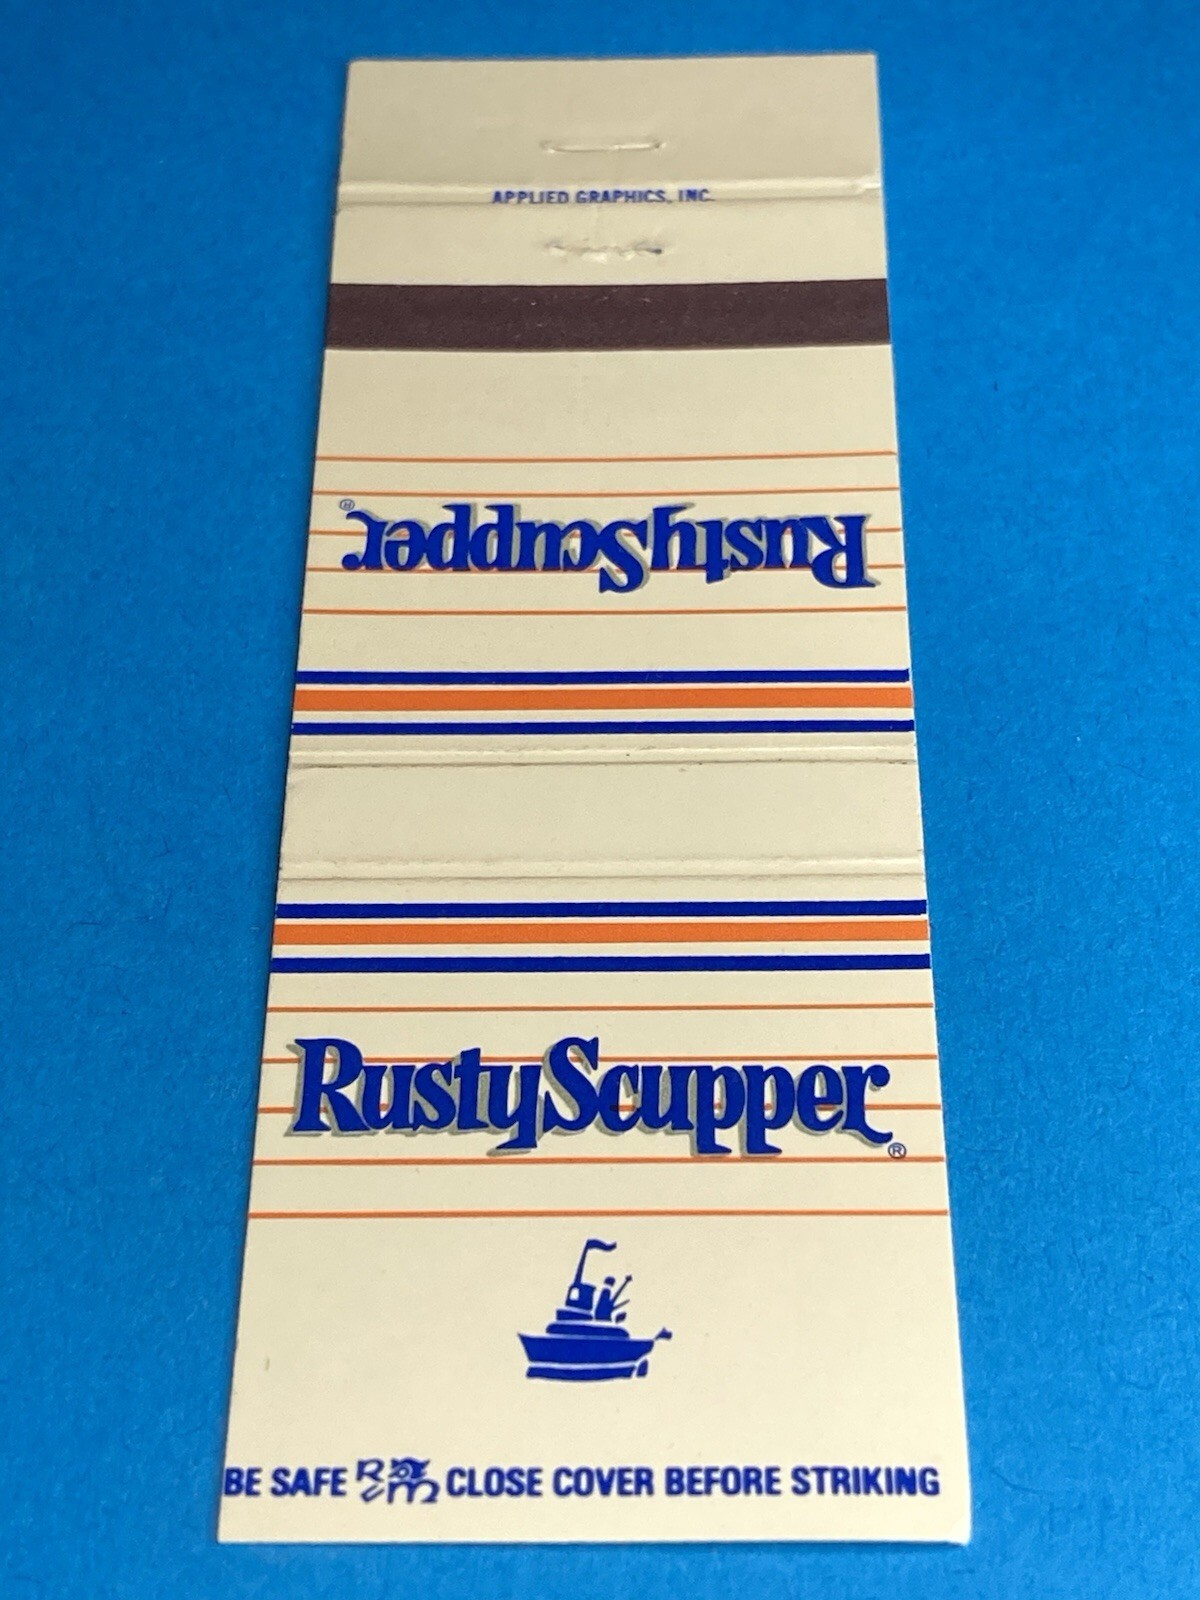 APPLIED GRAPHICS, INC.
RustyScupper®
RustyScupper®
BE SAFE CLOSE COVER BEFORE STRIKING